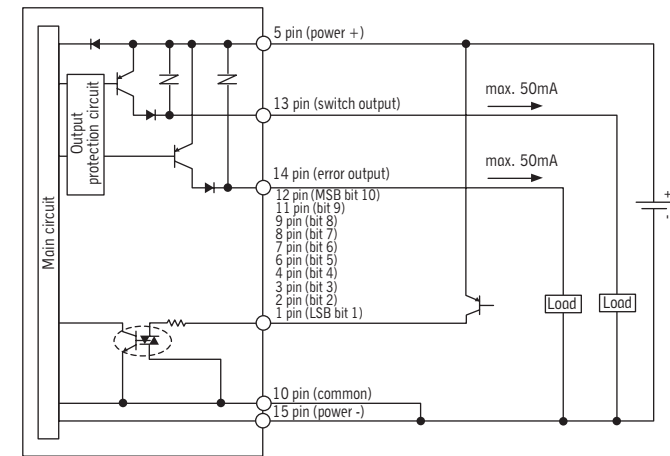 5 pin (power +)
max. 50mA
13 pin (switch output)
Output
protection circuit
max. 50mA
14 pin (error output)
12 pin (MSB bit 10)
11 pin (bit 9)
9 pin (bit 8)
8 pin (bit 7)
7 pin (bit 6)
6 pin (bit 5)
4 pin (bit 4)
3 pin (bit 3)
2 pin (bit 2)
1 pin (LSB bit 1)
Main circuit
+
-
Load
Load
10 pin (common)
15 pin (power -)